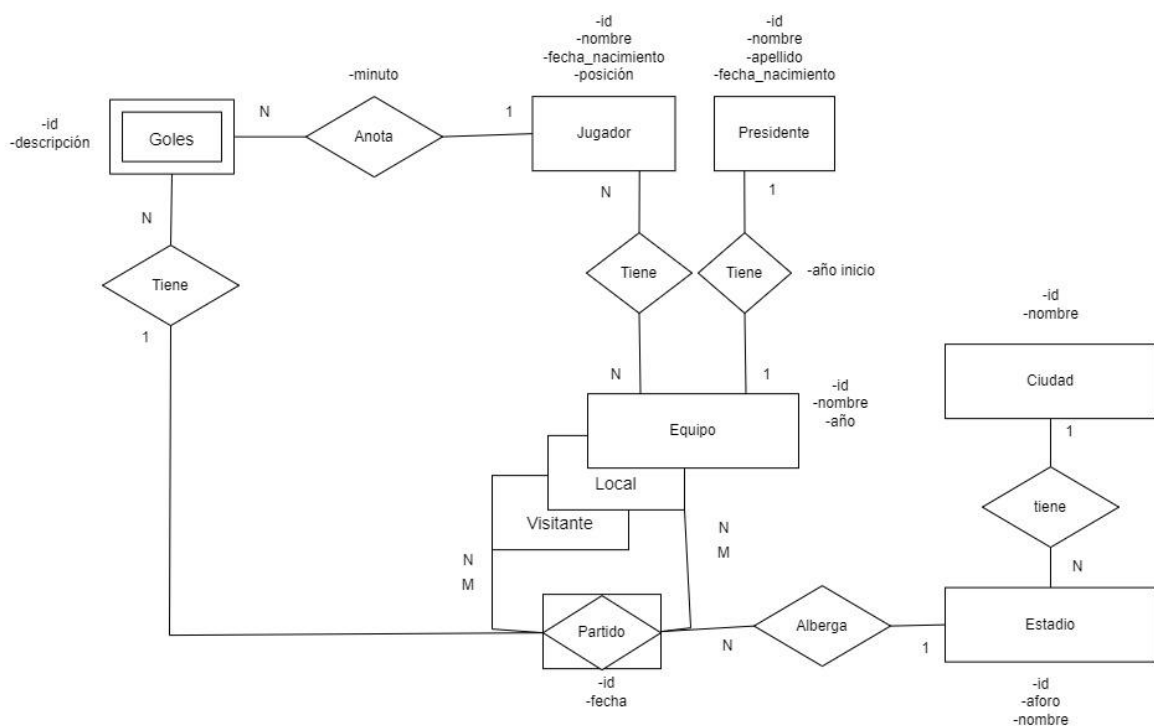 -id
-nombre
-fecha_nacimiento
-posición
-id
-nombre
-apellido
-fecha_nacimiento
-minuto
-id
-descripción
Goles
N
Anota
1
Jugador
Presidente
N
N
1
Tiene
Tiene
Tiene
-año inicio
1
N
1
-id
-nombre
Ciudad
1
-id
-nombre
-año
Equipo
Local
Visitante
tiene
N
M
N
M
N
Partido
-id
-fecha
N
Alberga
1
Estadio
-id
-aforo
-nombre